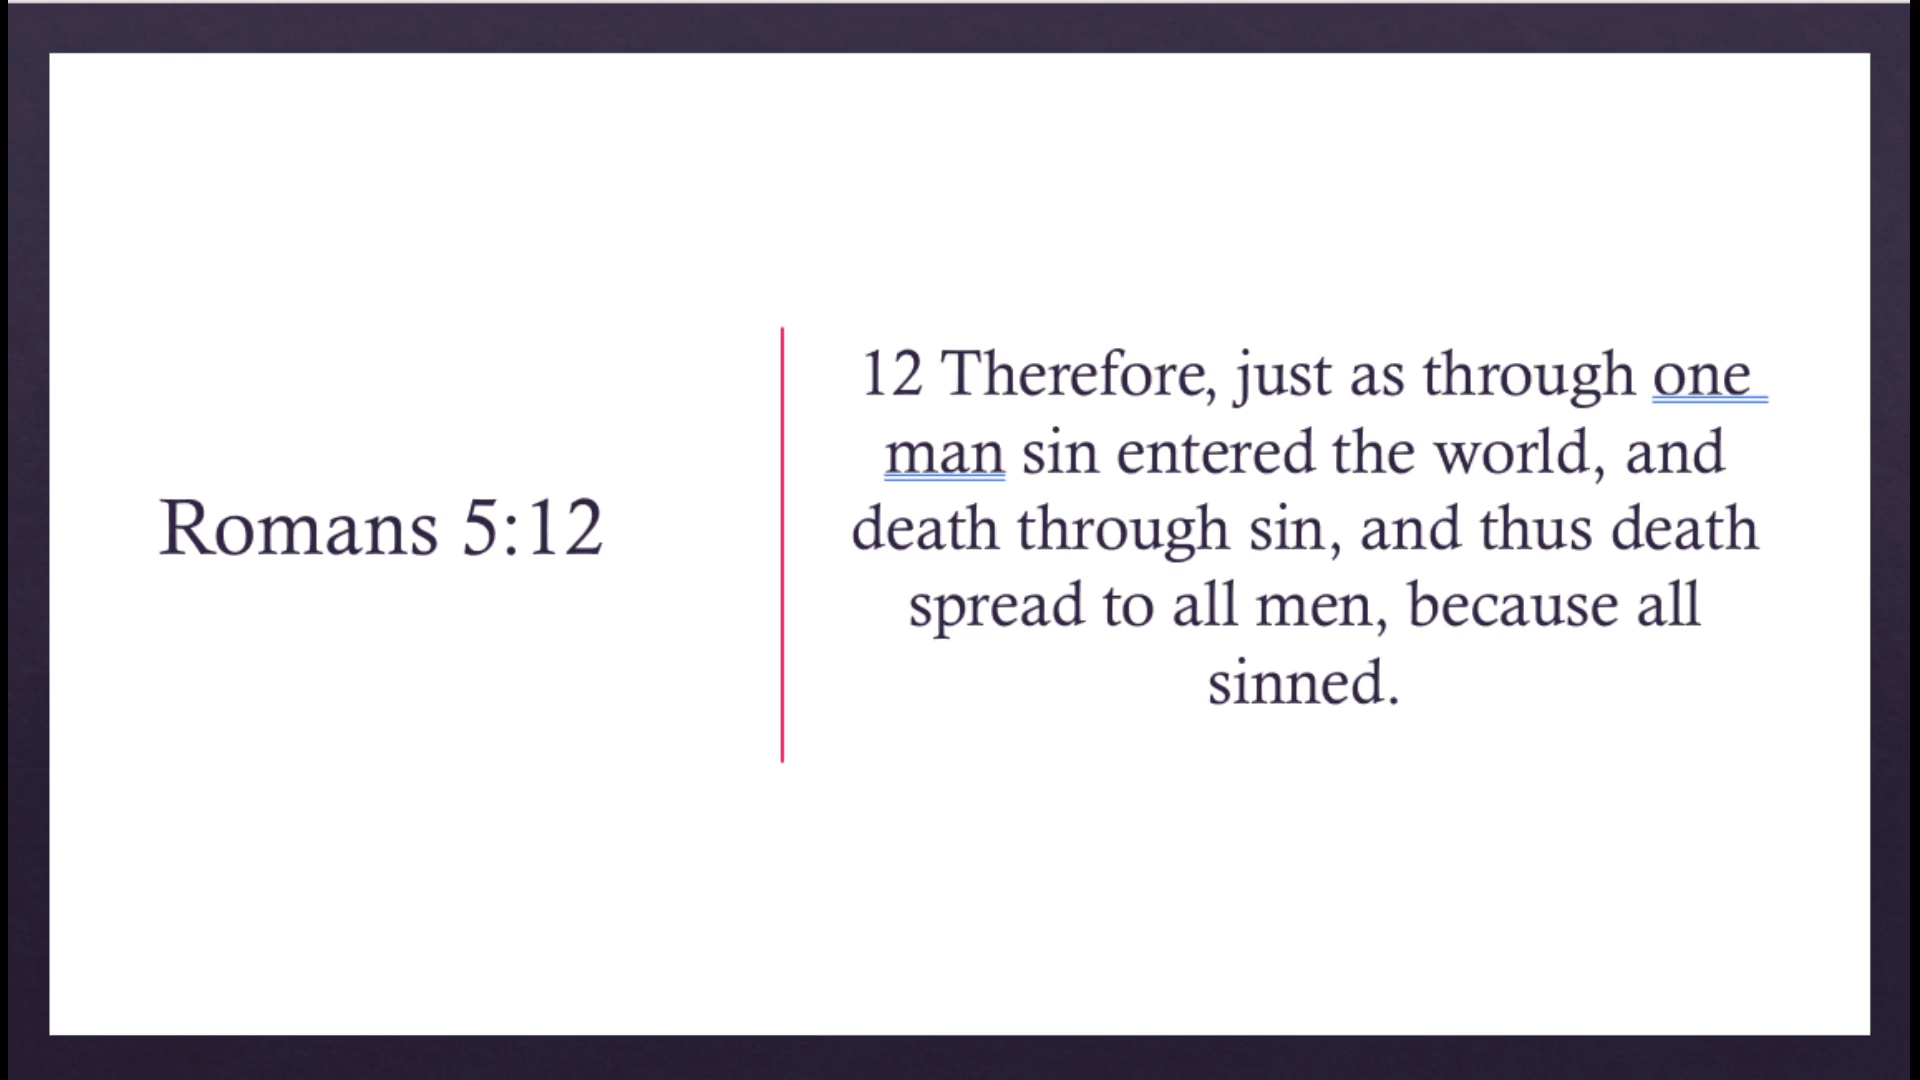 Romans 5:12
12 Therefore, just as through one
man sin entered the world, and
death through sin, and thus death
spread to all men, because all
sinned.